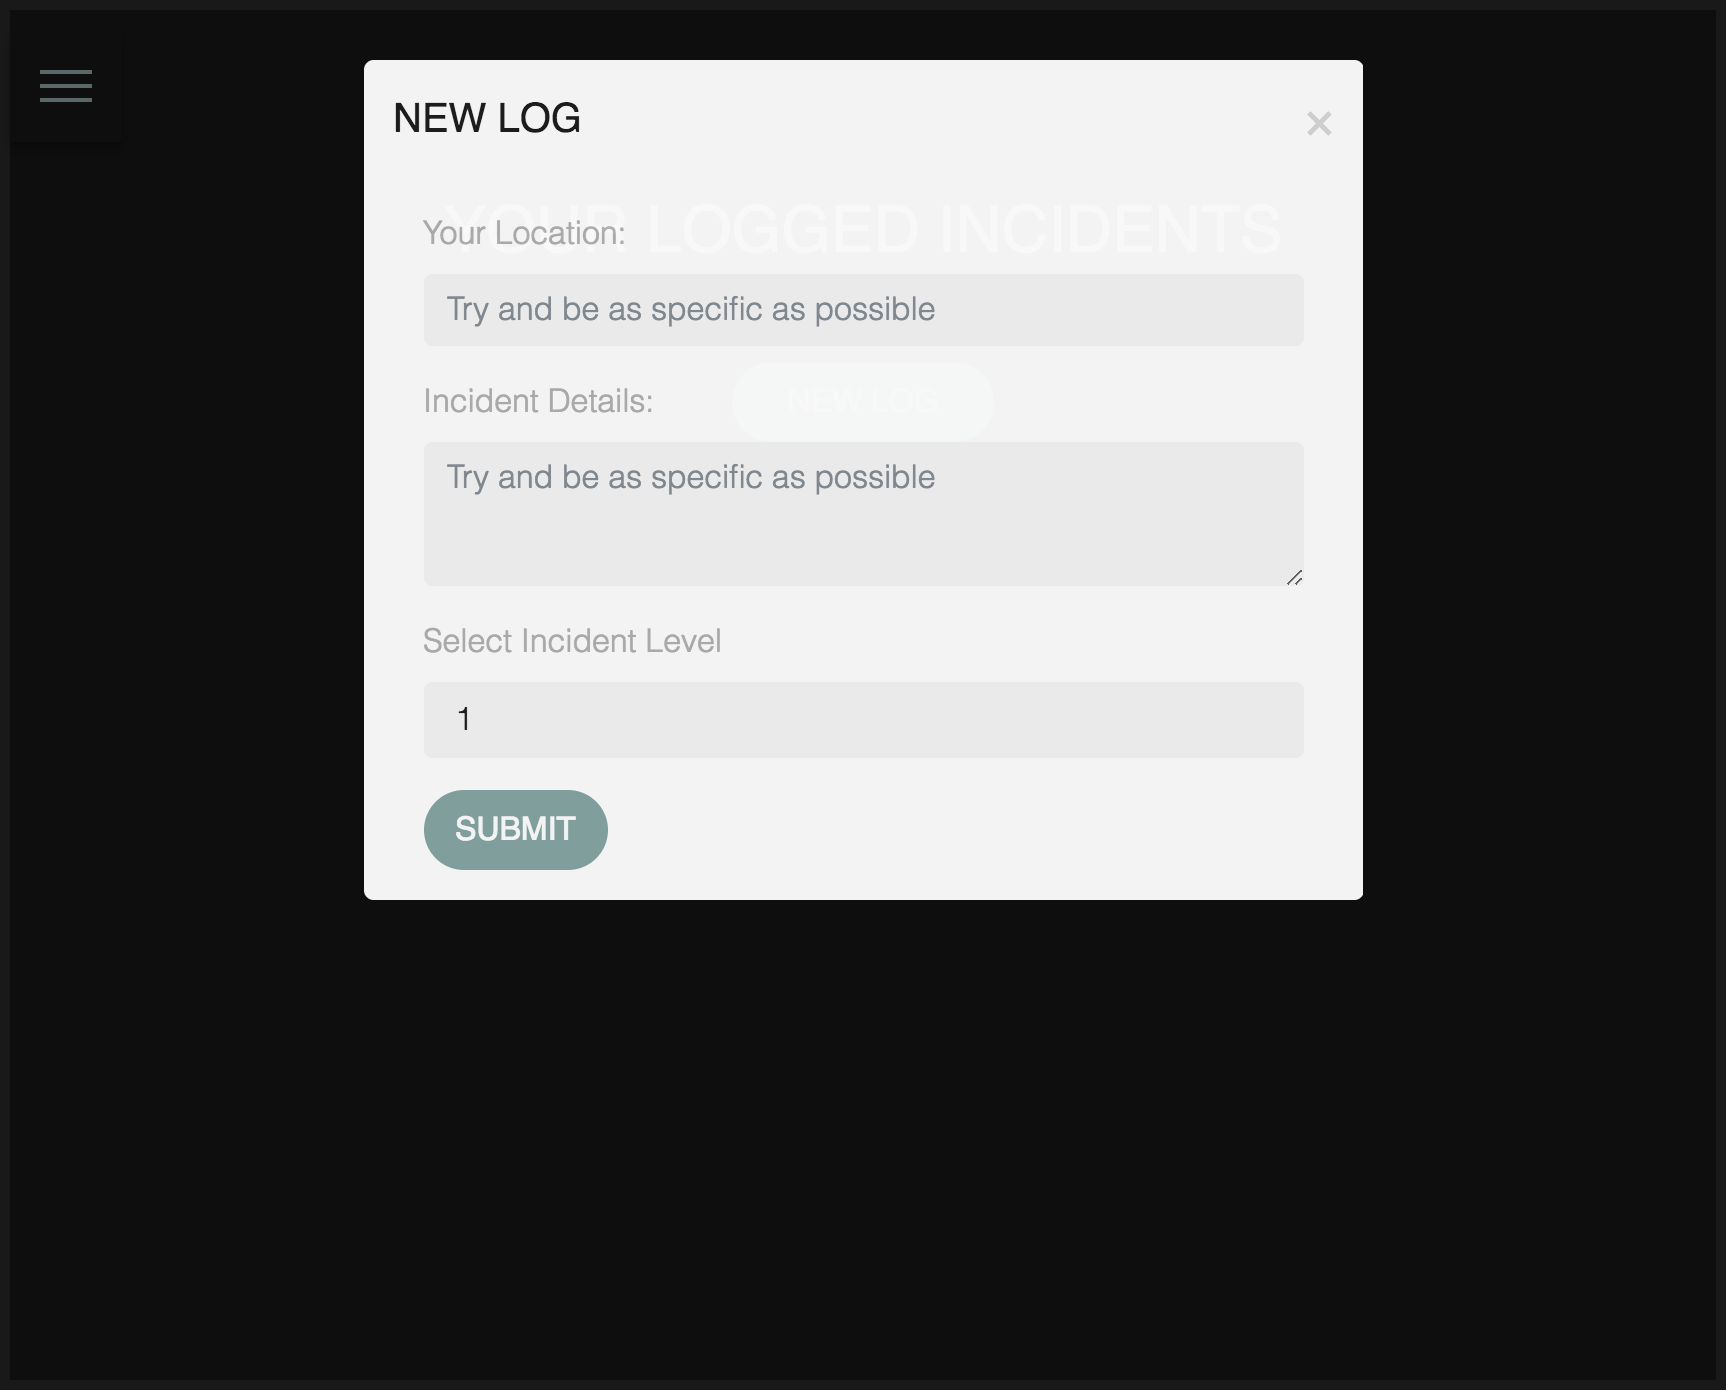 NEW LOG
×
YOUR LOGGED INCIDENTS
Your Location:
Try and be as specific as possible
Incident Details:
NEW LOG
Try and be as specific as possible
Select Incident Level
1
SUBMIT